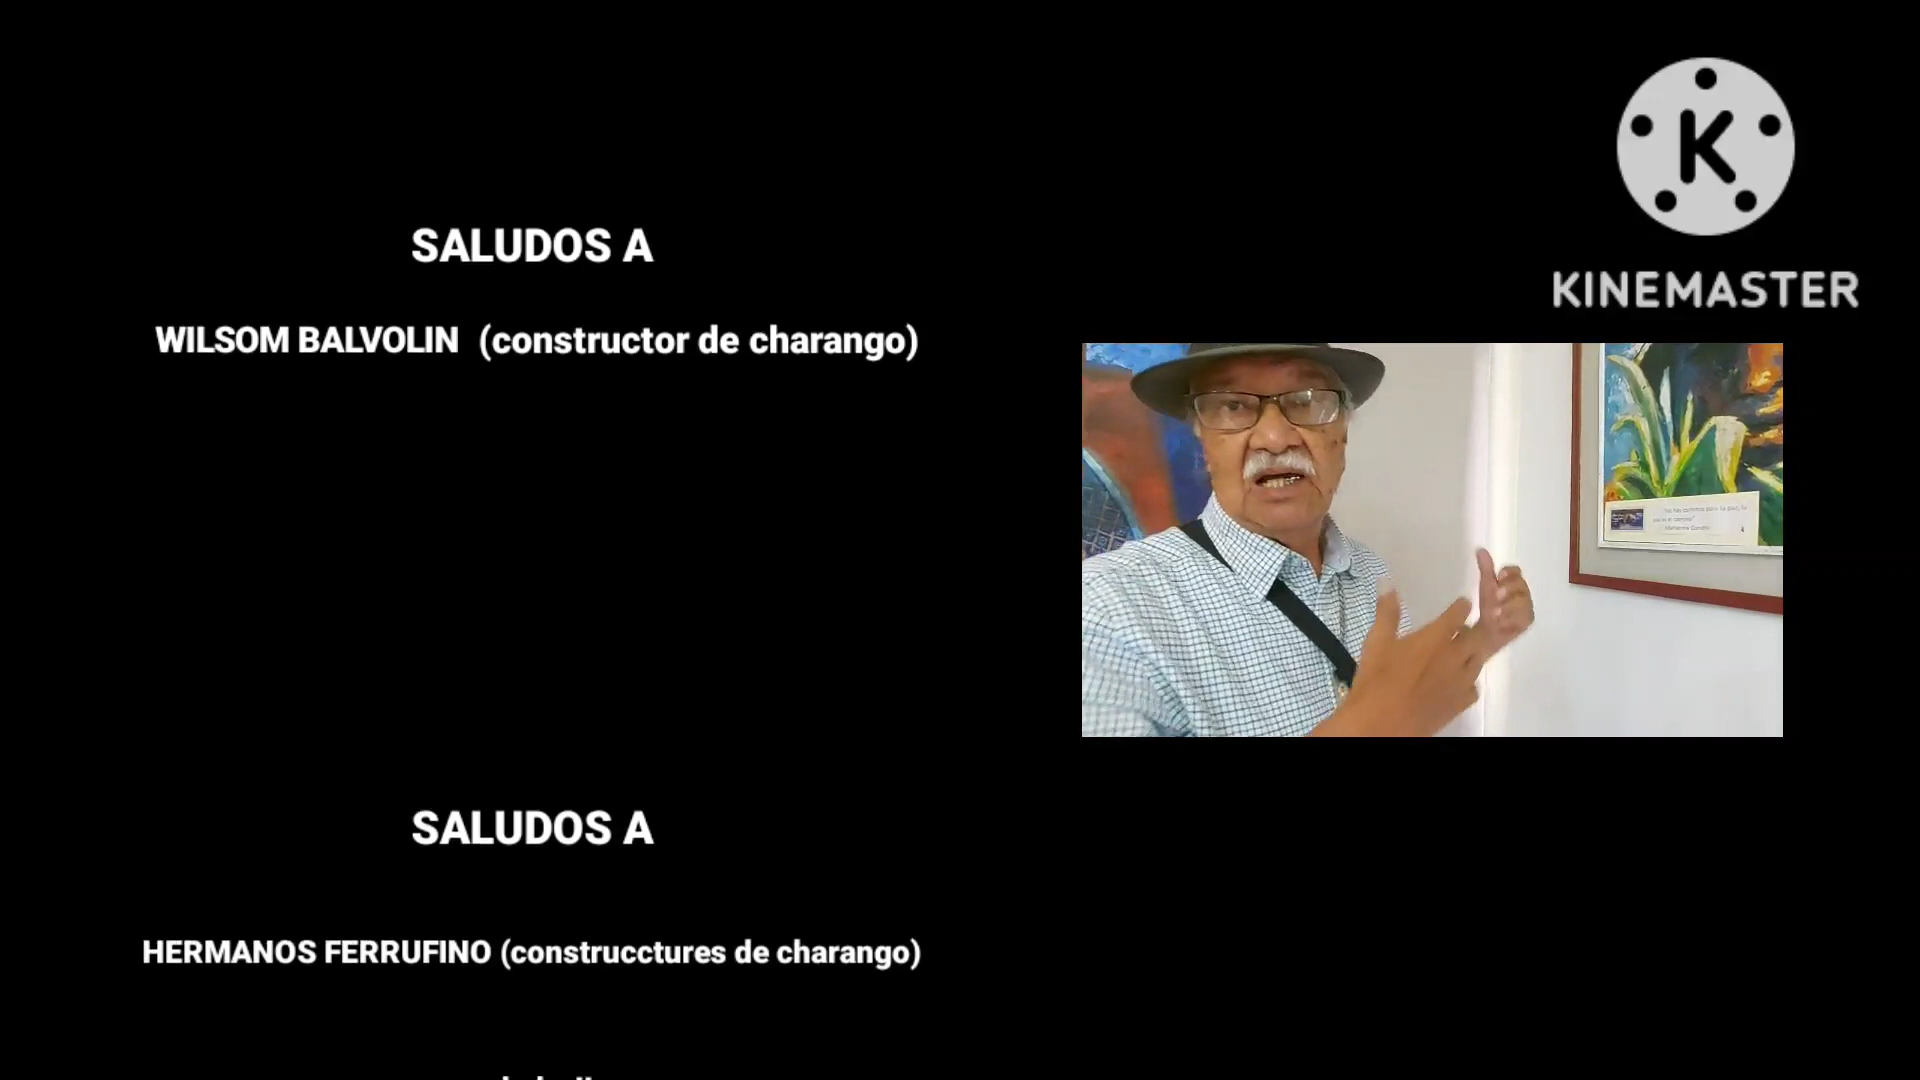 SALUDOS A
WILSOM BALVOLIN (constructor de charango)
KINEMASTER
SALUDOS A
HERMANOS FERRUFINO (construcctures de charango)